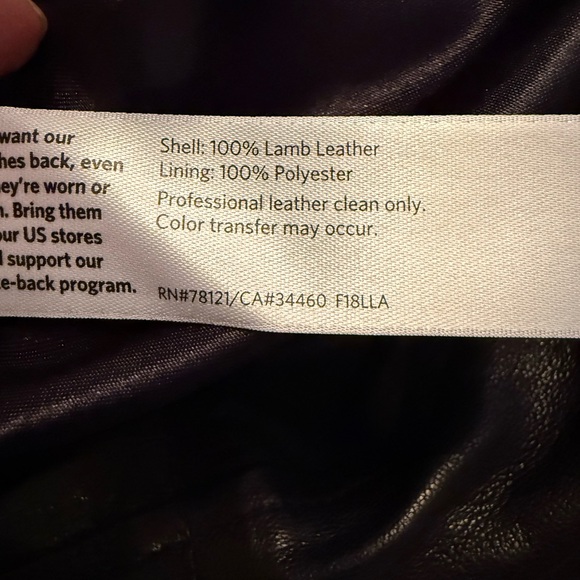 want our
hes back, even
ey're worn or
n. Bring them
our US stores
l support our
e-back program.
Shell: 100% Lamb Leather
Lining: 100% Polyester
Professional leather clean only.
Color transfer may occur.
RN#78121/CA#34460 F18LLA